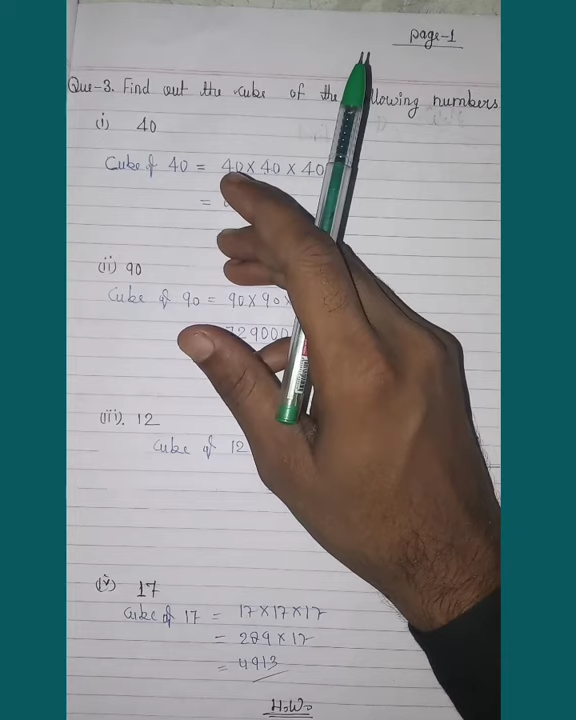 page-1
Que-3. Find out the cube of the following numbers
(i) 40
Cube of 40 = 40 × 40 × 40
=
(ii) 90
Cube of 90 = 90 × 90 ×
729000
(iii). 12
Cube of 12
(iv) 17
Cube of 17 = 17 × 17 × 17
= 289 × 17
= 4913
H.W.